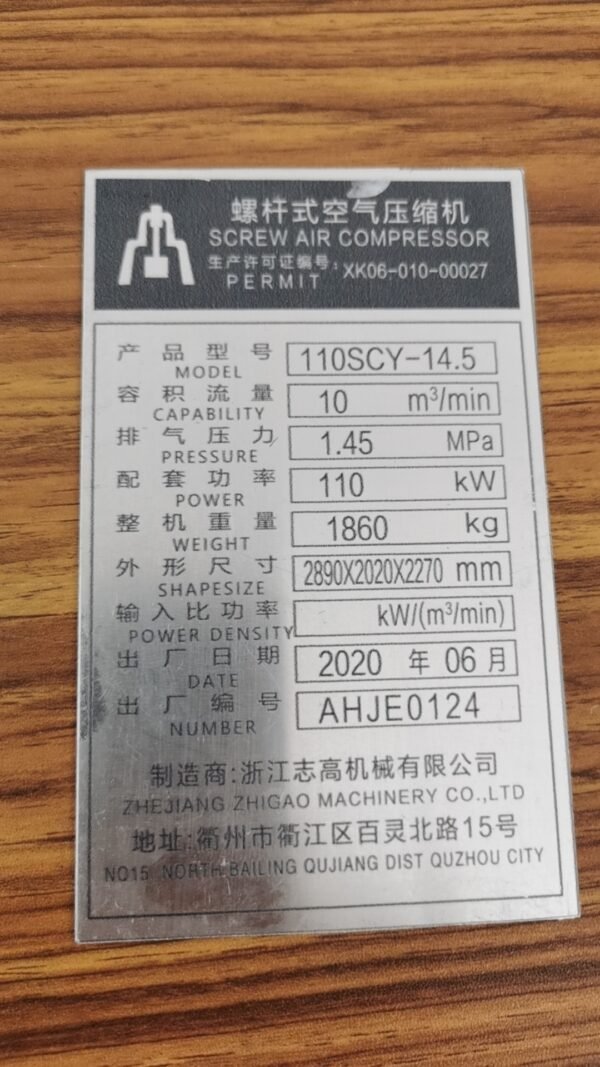 螺杆式空气压缩机
SCREW AIR COMPRESSOR
生产许可证编号: XK06-010-00027
PERMIT
产品型号 110SCY-14.5
MODEL
容积流量 10 m³/min
CAPABILITY
排气压力 1.45 MPa
PRESSURE
配套功率 110 kW
POWER
整机重量 1860 kg
WEIGHT
外形尺寸 2890X2020X2270 mm
SHAPESIZE
输入比功率 kW/(m³/min)
POWER DENSITY
出厂日期 2020 年 06 月
DATE
出厂编号 AHJE0124
NUMBER
制造商:浙江志高机械有限公司
ZHEJIANG ZHIGAO MACHINERY CO.,LTD
地址:衢州市衢江区百灵北路15号
NO15 NORTH BAILING QUJIANG DIST QUZHOU CITY